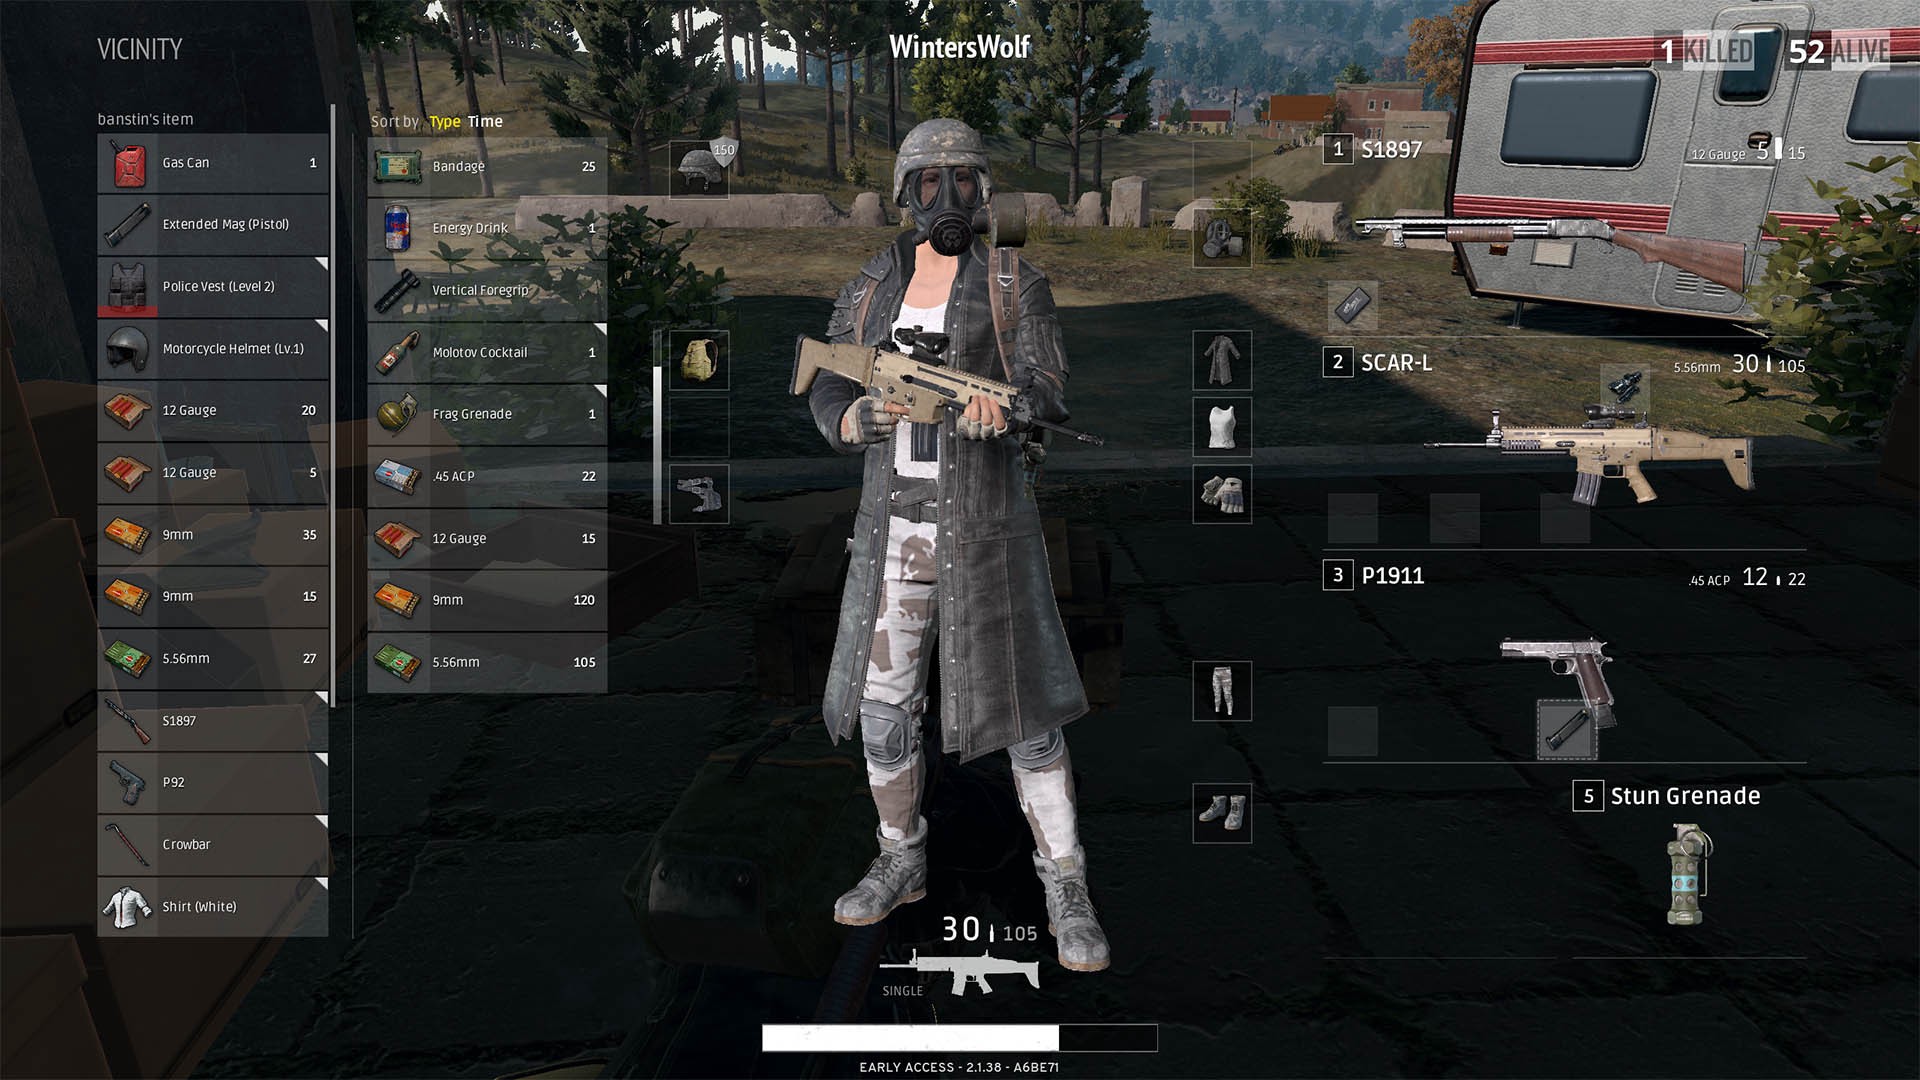 VICINITY
WintersWolf
1 KILLED 52 ALIVE
banstin's item
Gas Can 1
Extended Mag (Pistol)
Police Vest (Level 2)
Motorcycle Helmet (Lv.1)
12 Gauge 20
12 Gauge 5
9mm 35
9mm 15
5.56mm 27
S1897
P92
Crowbar
Shirt (White)
Sort by Type Time
Bandage 25
Energy Drink 1
Vertical Foregrip
Molotov Cocktail 1
Frag Grenade 1
.45 ACP 22
12 Gauge 15
9mm 120
5.56mm 105
150
1 S1897
12 Gauge 5 15
2 SCAR-L
5.56mm 30 105
3 P1911
.45 ACP 12 22
5 Stun Grenade
30 105
SINGLE
EARLY ACCESS - 2.1.38 - A6BE71